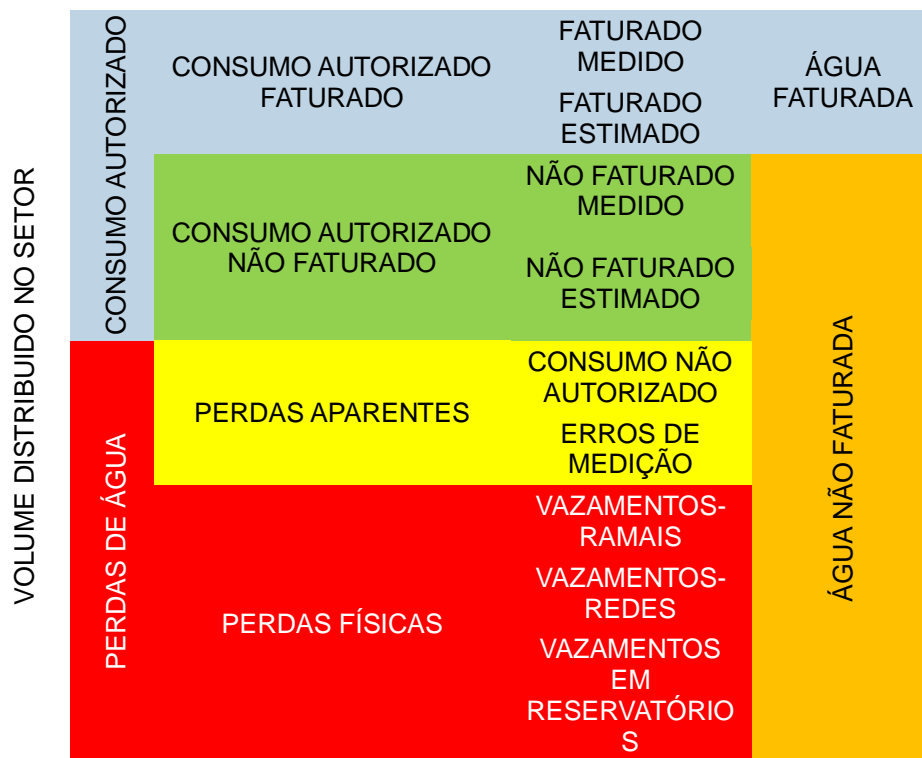 VOLUME DISTRIBUIDO NO SETOR
CONSUMO AUTORIZADO
CONSUMO AUTORIZADO
FATURADO
FATURADO
MEDIDO
FATURADO
ESTIMADO
ÁGUA
FATURADA
CONSUMO AUTORIZADO
NÃO FATURADO
NÃO FATURADO
MEDIDO
NÃO FATURADO
ESTIMADO
ÁGUA NÃO FATURADA
PERDAS DE ÁGUA
PERDAS APARENTES
CONSUMO NÃO
AUTORIZADO
ERROS DE
MEDIÇÃO
PERDAS FÍSICAS
VAZAMENTOS-
RAMAIS
VAZAMENTOS-
REDES
VAZAMENTOS
EM
RESERVATÓRIO
S